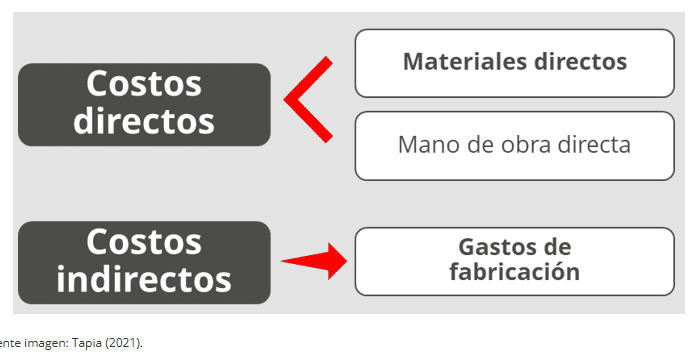 Costos
directos
Materiales directos
Mano de obra directa
Costos
indirectos
Gastos de
fabricación
ente imagen: Tapia (2021).